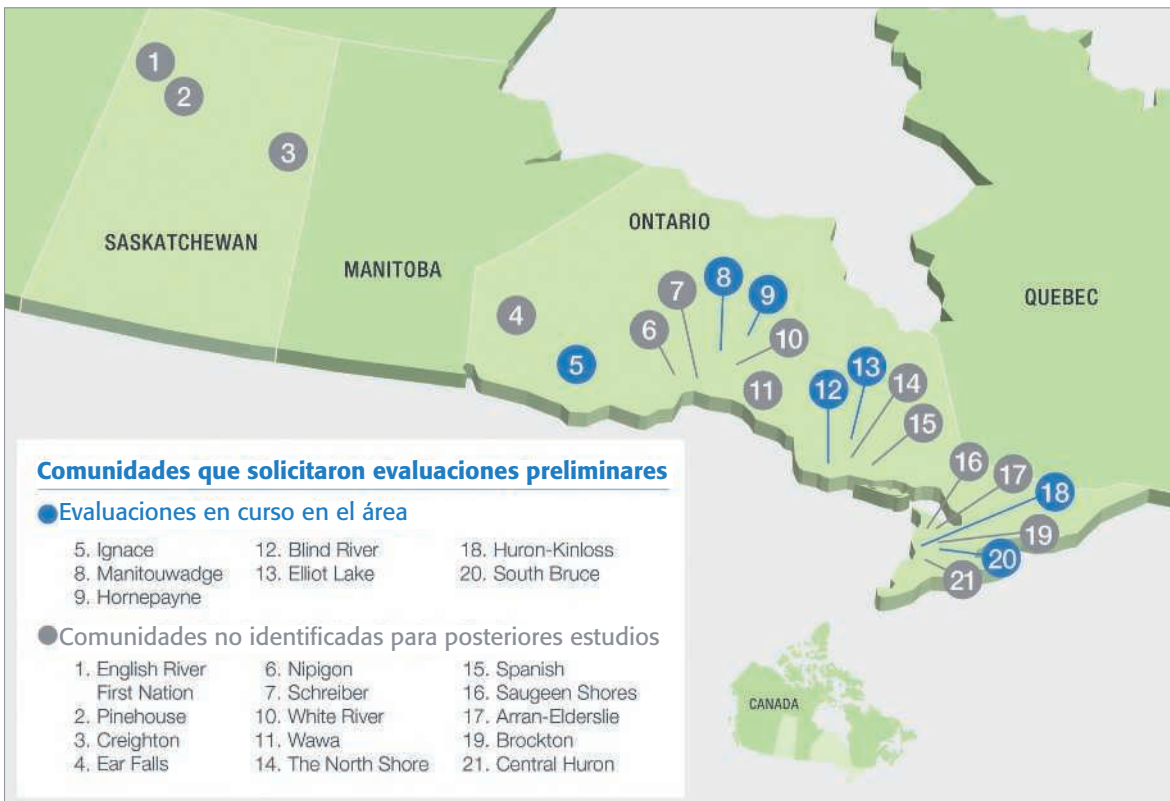 1
2
3
SASKATCHEWAN
MANITOBA
ONTARIO
QUEBEC
4
5
6
7
8
9
10
11
12
13
14
15
16
17
18
19
20
21
Comunidades que solicitaron evaluaciones preliminares
Evaluaciones en curso en el área
5. Ignace
8. Manitouwadge
9. Hornepayne
12. Blind River
13. Elliot Lake
18. Huron-Kinloss
20. South Bruce
Comunidades no identificadas para posteriores estudios
1. English River
First Nation
2. Pinehouse
3. Creighton
4. Ear Falls
6. Nipigon
7. Schreiber
10. White River
11. Wawa
14. The North Shore
15. Spanish
16. Saugeen Shores
17. Arran-Elderslie
19. Brockton
21. Central Huron
CANADA